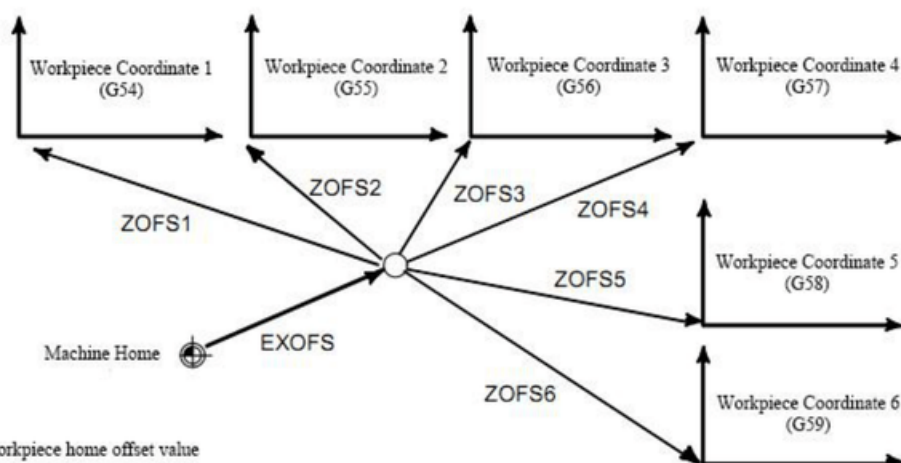 Workpiece Coordinate 1
(G54)
Workpiece Coordinate 2
(G55)
Workpiece Coordinate 3
(G56)
Workpiece Coordinate 4
(G57)
ZOFS1
ZOFS2
ZOFS3
ZOFS4
ZOFS5
Workpiece Coordinate 5
(G58)
Machine Home
EXOFS
ZOFS6
Workpiece Coordinate 6
(G59)
orkpiece home offset value